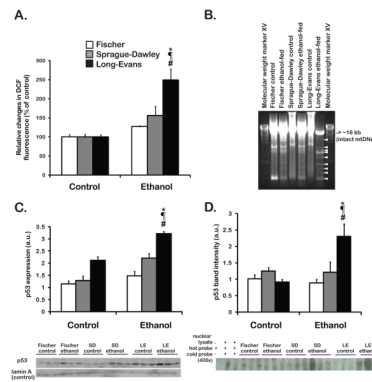 A.
Fischer
Sprague-Dawley
Long-Evans
Relative changes in DCF
fluorescence (% of control)
300
250
200
150
100
50
0
*
¶
#
Control
Ethanol
B.
Molecular weight marker XV
Fischer control
Fischer ethanol-fed
Sprague-Dawley control
Sprague-Dawley ethanol-fed
Long-Evans control
Long-Evans ethanol-fed
Molecular weight marker XV
-> ~16 kb
(intact mtDNA)
C.
p53 expression (a.u.)
3.5
3
2.5
2
1.5
1
0.5
0
*
¶
#
Control
Ethanol
Fischer control
Fischer ethanol
SD control
SD ethanol
LE control
LE ethanol
p53
lamin A
(control)
D.
p53 band intensity (a.u.)
3
2.5
2
1.5
1
0.5
0
*
¶
#
Control
Ethanol
nuclear
lysate - + +
hot probe + + +
cold probe - - +
(400x)
Fischer control
Fischer ethanol
SD control
SD ethanol
LE control
LE ethanol